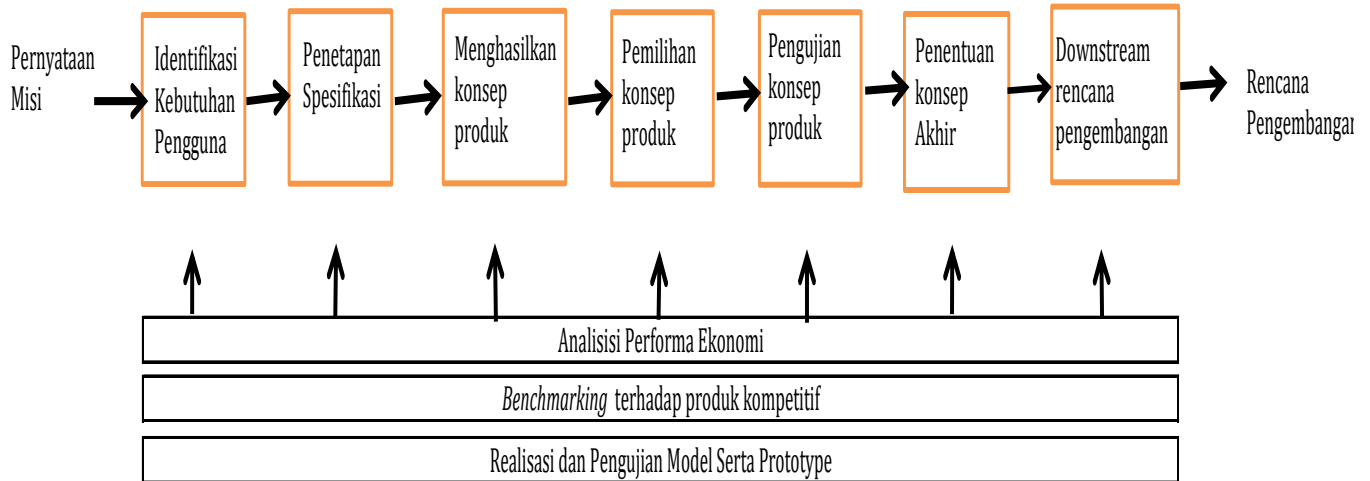 Pernyataan
Misi
Identifikasi
Kebutuhan
Pengguna
Penetapan
Spesifikasi
Menghasilkan
konsep
produk
Pemilihan
konsep
produk
Pengujian
konsep
produk
Penentuan
konsep
Akhir
Downstream
rencana
pengembangan
Rencana
Pengembangan
Analisisi Performa Ekonomi
Benchmarking terhadap produk kompetitif
Realisasi dan Pengujian Model Serta Prototype